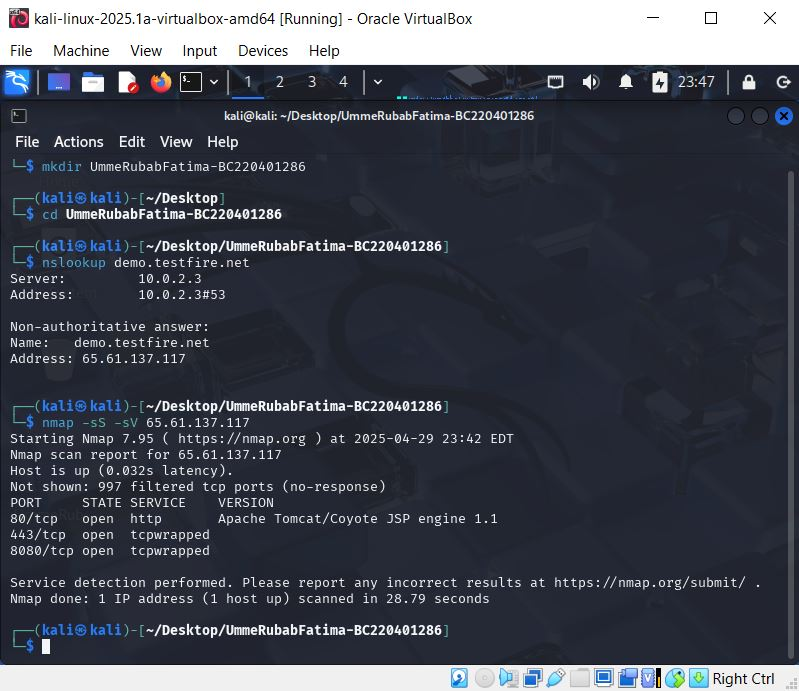 kali-linux-2025.1a-virtualbox-amd64 [Running] - Oracle VirtualBox
File Machine View Input Devices Help
1 2 3 4 23:47
kali@kali: ~/Desktop/UmmeRubabFatima-BC220401286
File Actions Edit View Help
└─$ mkdir UmmeRubabFatima-BC220401286
┌──(kali㉿kali)-[~/Desktop]
└─$ cd UmmeRubabFatima-BC220401286
┌──(kali㉿kali)-[~/Desktop/UmmeRubabFatima-BC220401286]
└─$ nslookup demo.testfire.net
Server: 10.0.2.3
Address: 10.0.2.3#53
Non-authoritative answer:
Name: demo.testfire.net
Address: 65.61.137.117
┌──(kali㉿kali)-[~/Desktop/UmmeRubabFatima-BC220401286]
└─$ nmap -sS -sV 65.61.137.117
Starting Nmap 7.95 ( https://nmap.org ) at 2025-04-29 23:42 EDT
Nmap scan report for 65.61.137.117
Host is up (0.032s latency).
Not shown: 997 filtered tcp ports (no-response)
PORT STATE SERVICE VERSION
80/tcp open http Apache Tomcat/Coyote JSP engine 1.1
443/tcp open tcpwrapped
8080/tcp open tcpwrapped
Service detection performed. Please report any incorrect results at https://nmap.org/submit/ .
Nmap done: 1 IP address (1 host up) scanned in 28.79 seconds
┌──(kali㉿kali)-[~/Desktop/UmmeRubabFatima-BC220401286]
└─$
Right Ctrl